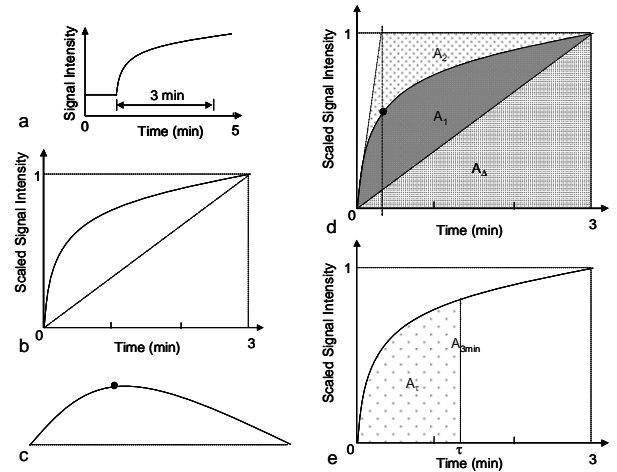 Signal Intensity
3 min
0
Time (min)
5
a
Scaled Signal Intensity
1
0
Time (min)
3
b
c
Scaled Signal Intensity
1
A2
A1
AΔ
0
Time (min)
3
d
Scaled Signal Intensity
1
A3min
Aτ
0
τ
Time (min)
3
e